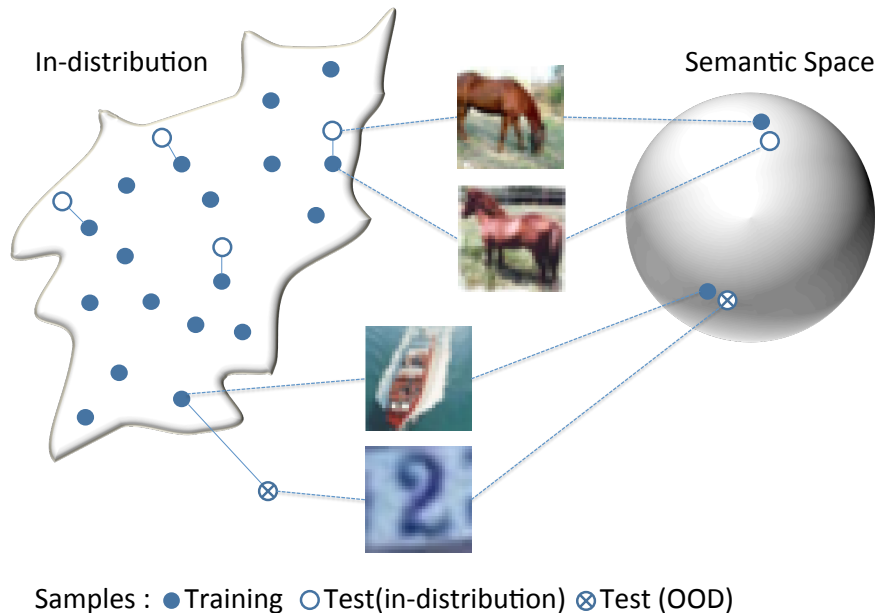 In-distribution
Semantic Space
2
Samples : Training Test(in-distribution) Test (OOD)